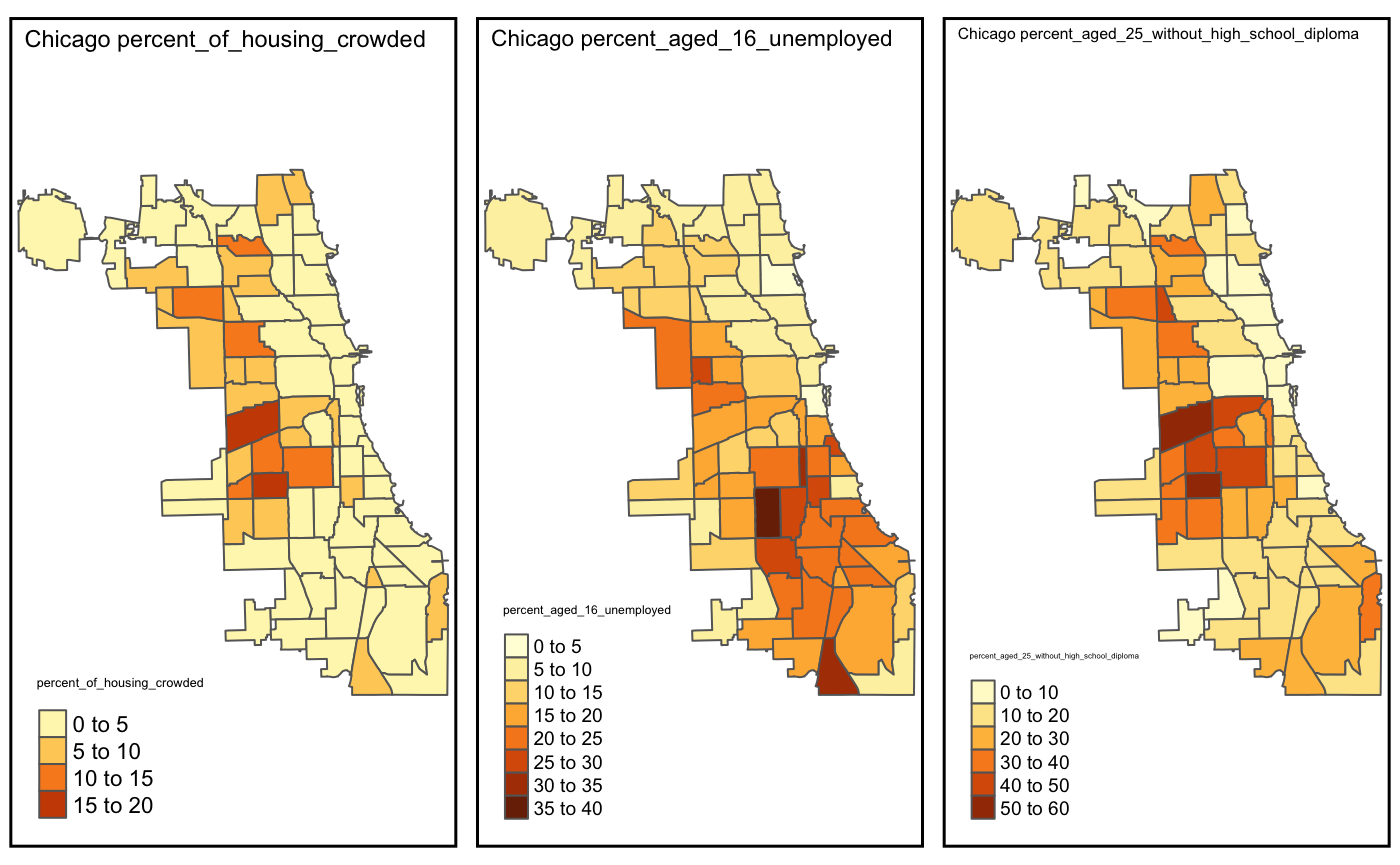 Chicago percent_of_housing_crowded
percent_of_housing_crowded
0 to 5
5 to 10
10 to 15
15 to 20
Chicago percent_aged_16_unemployed
percent_aged_16_unemployed
0 to 5
5 to 10
10 to 15
15 to 20
20 to 25
25 to 30
30 to 35
35 to 40
Chicago percent_aged_25_without_high_school_diploma
percent_aged_25_without_high_school_diploma
0 to 10
10 to 20
20 to 30
30 to 40
40 to 50
50 to 60